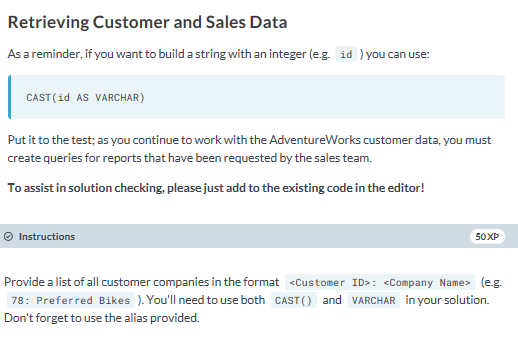 Retrieving Customer and Sales Data
As a reminder, if you want to build a string with an integer (e.g. id ) you can use:
CAST(id AS VARCHAR)
Put it to the test; as you continue to work with the AdventureWorks customer data, you must
create queries for reports that have been requested by the sales team.
To assist in solution checking, please just add to the existing code in the editor!
Instructions
50 XP
Provide a list of all customer companies in the format <Customer ID>: <Company Name> (e.g.
78: Preferred Bikes ). You'll need to use both CAST() and VARCHAR in your solution.
Don't forget to use the alias provided.